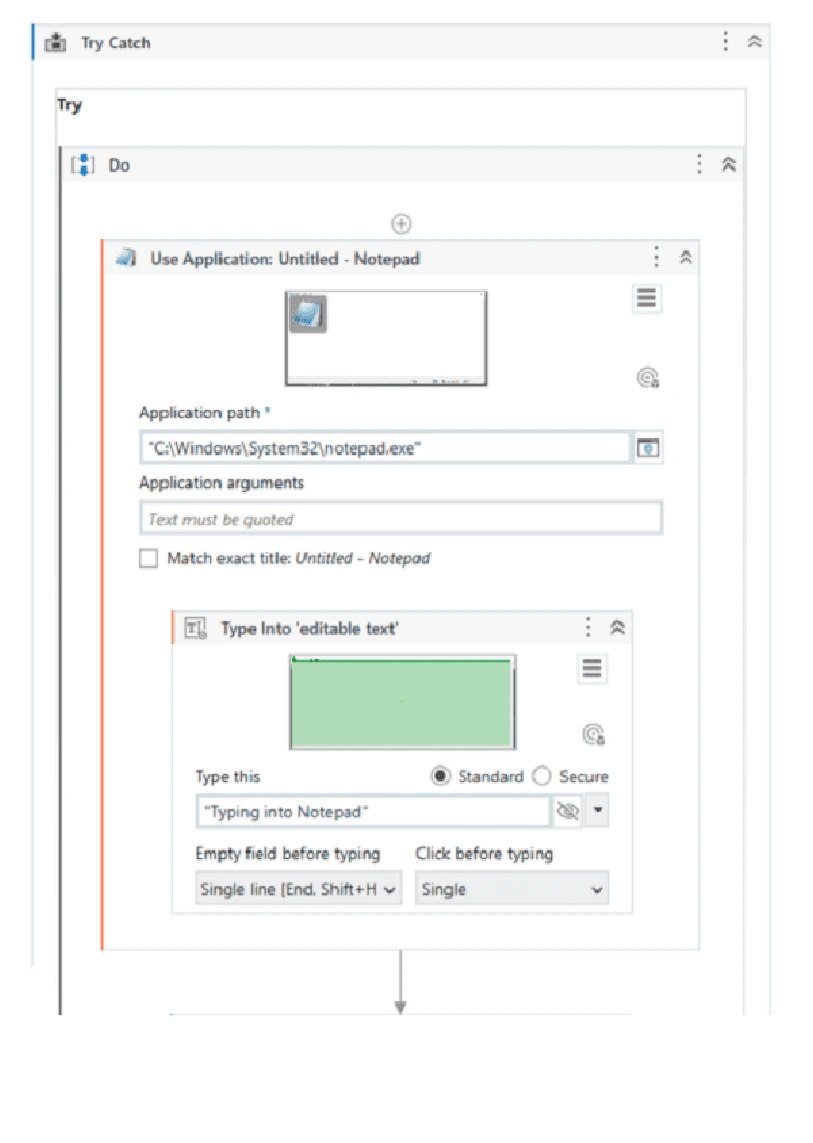 Try Catch
Try
Do
Use Application: Untitled - Notepad
Application path *
"C:\Windows\System32\notepad.exe"
Application arguments
Text must be quoted
Match exact title: Untitled - Notepad
Type Into 'editable text'
Type this Standard Secure
"Typing into Notepad"
Empty field before typing Click before typing
Single line [End, Shift+H Single